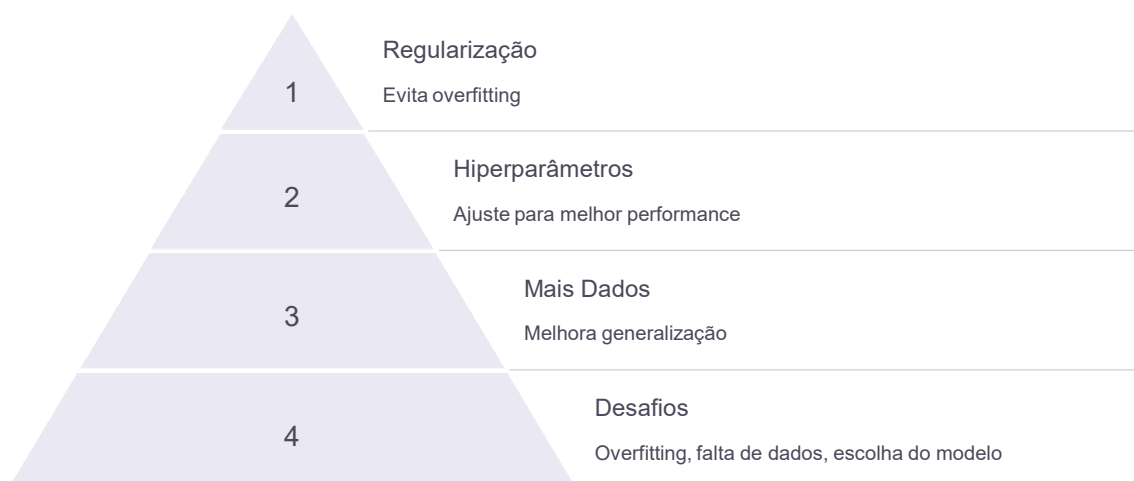 1
Regularização
Evita overfitting
2
Hiperparâmetros
Ajuste para melhor performance
3
Mais Dados
Melhora generalização
4
Desafios
Overfitting, falta de dados, escolha do modelo